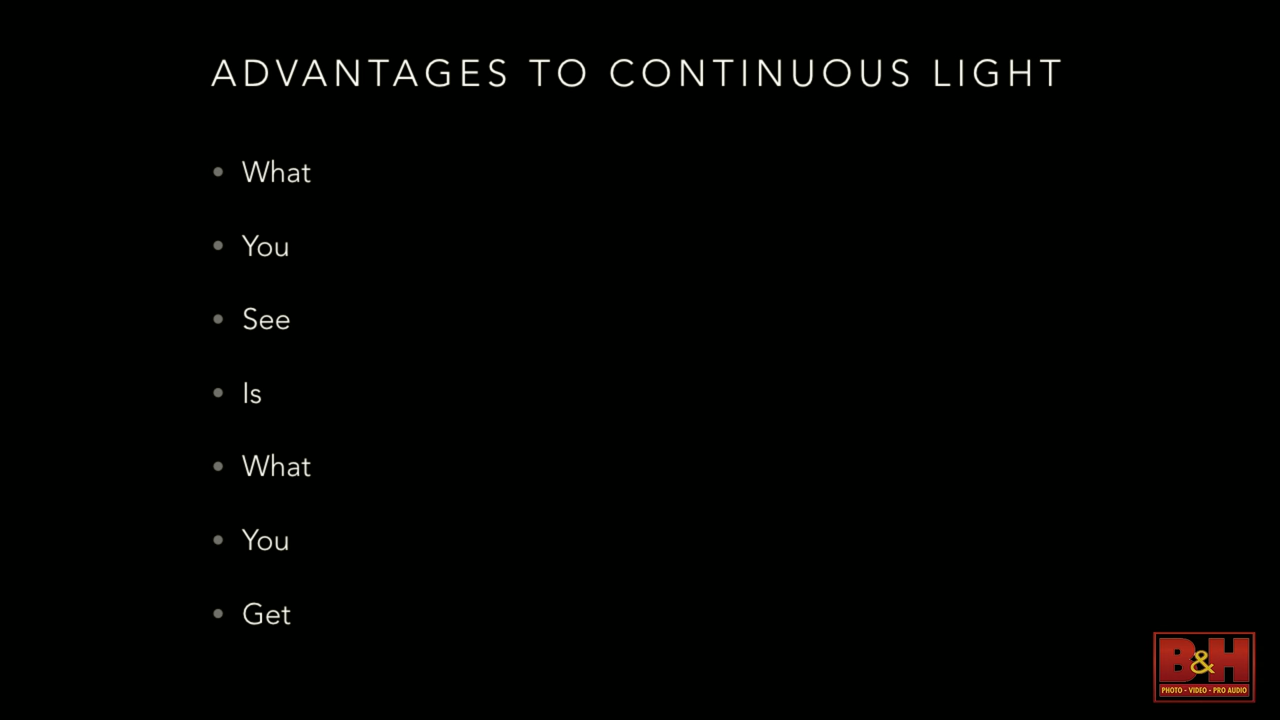 ADVANTAGES TO CONTINUOUS LIGHT
• What
• You
• See
• Is
• What
• You
• Get
B&H
PHOTO - VIDEO - PRO AUDIO